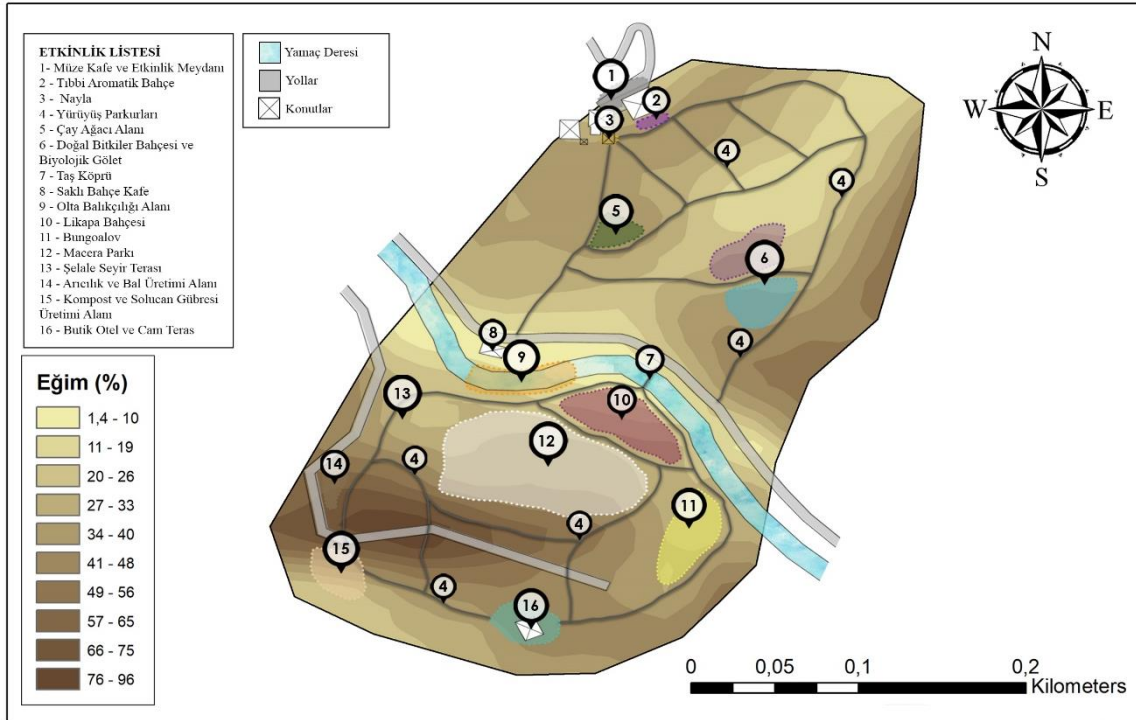 ETKİNLİK LİSTESİ
1- Müze Kafe ve Etkinlik Meydanı
2 - Tıbbi Aromatik Bahçe
3 - Nayla
4 - Yürüyüş Parkurları
5 - Çay Ağacı Alanı
6 - Doğal Bitkiler Bahçesi ve
Biyolojik Gölet
7 - Taş Köprü
8 - Saklı Bahçe Kafe
9 - Olta Balıkçılığı Alanı
10 - Likapa Bahçesi
11 - Bungoalov
12 - Macera Parkı
13 - Şelale Seyir Terası
14 - Arıcılık ve Bal Üretimi Alanı
15 - Kompost ve Solucan Gübresi
Üretimi Alanı
16 - Butik Otel ve Cam Teras
Yamaç Deresi
Yollar
Konutlar
Eğim (%)
1,4 - 10
11 - 19
20 - 26
27 - 33
34 - 40
41 - 48
49 - 56
57 - 65
66 - 75
76 - 96
N
W E
S
1
2
3
4
4
5
6
4
8
9
7
13
10
12
4
14
11
4
15
4
16
0 0,05 0,1 0,2
Kilometers